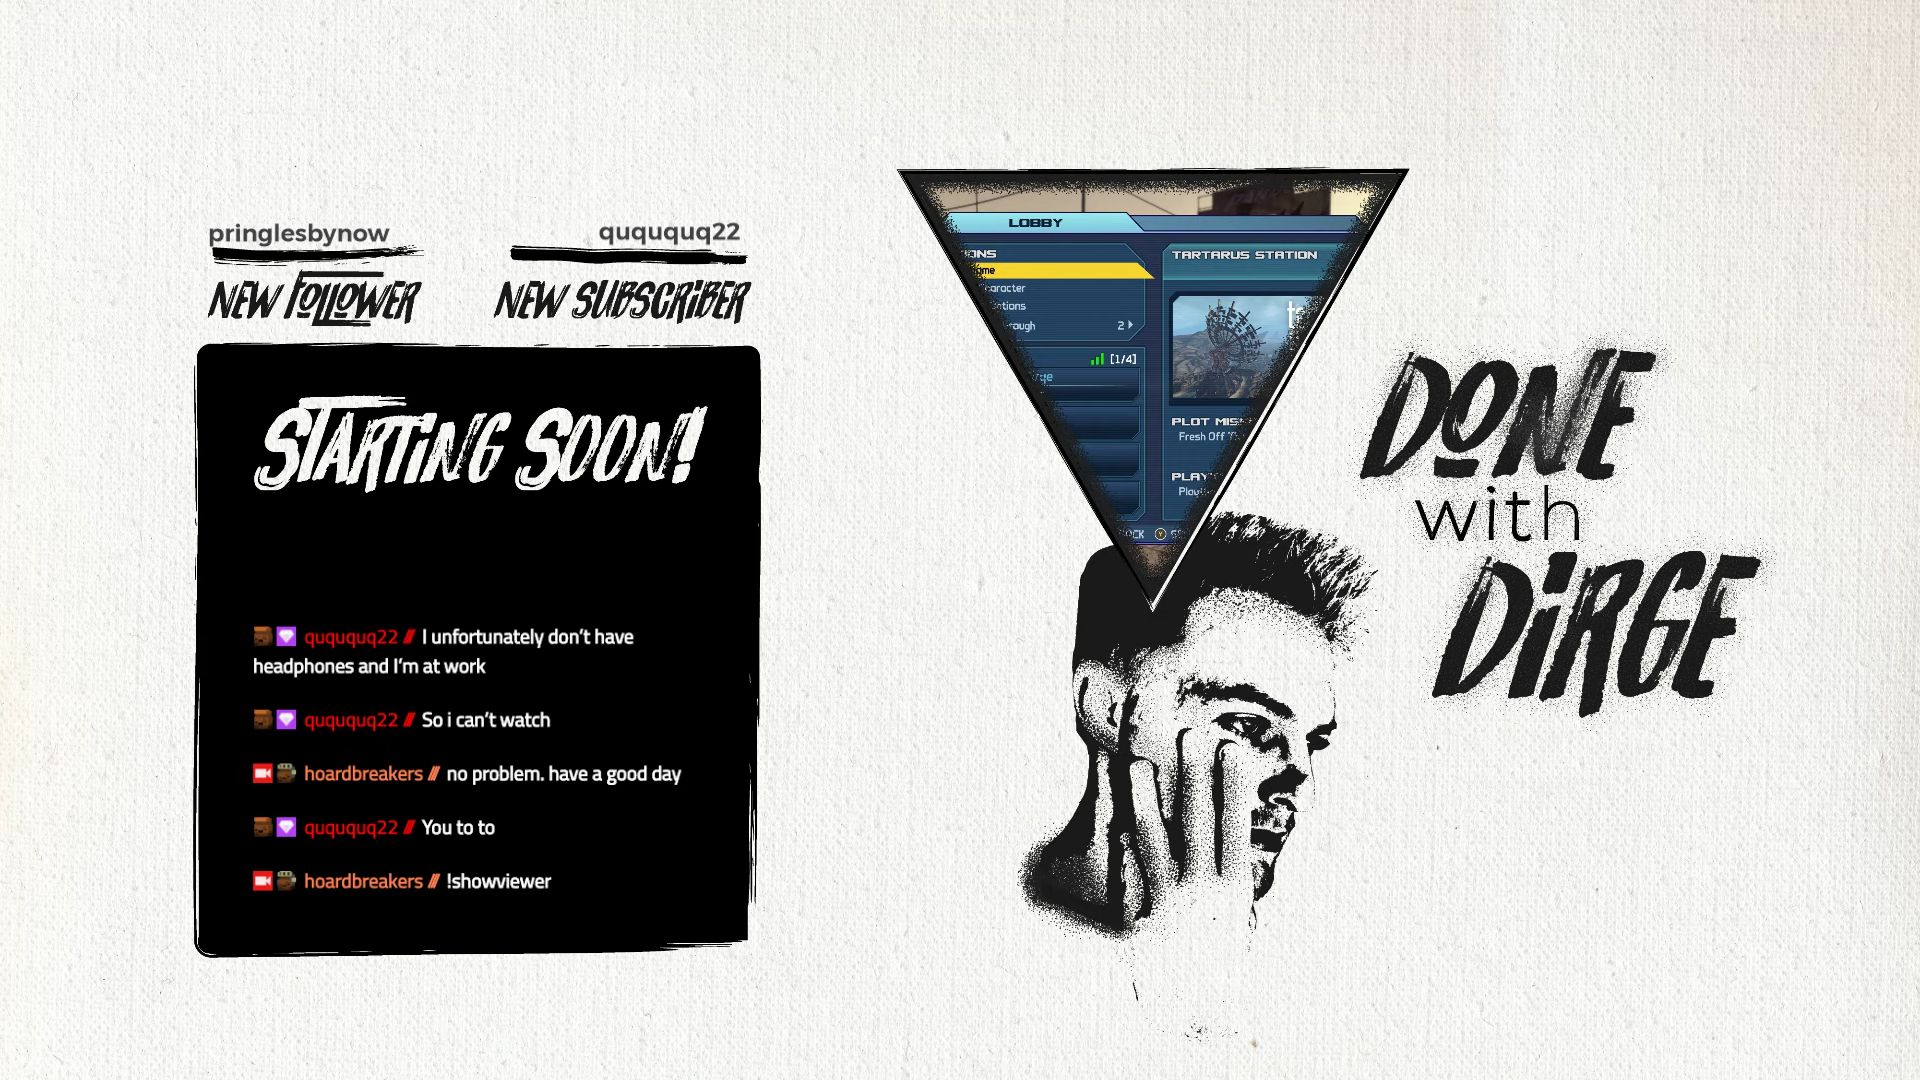 pringlesbynow
NEW FOLLOWER
quququq22
NEW SUBSCRIBER
STARTING SOON!
quququq22 // I unfortunately don't have
headphones and I'm at work
quququq22 // So i can't watch
hoardbreakers /// no problem. have a good day
quququq22 // You to to
hoardbreakers /// !showviewer
LOBBY
2
[1/4]
TARTARUS STATION
PLOT
Fresh Off
DONE
with
DIRGE